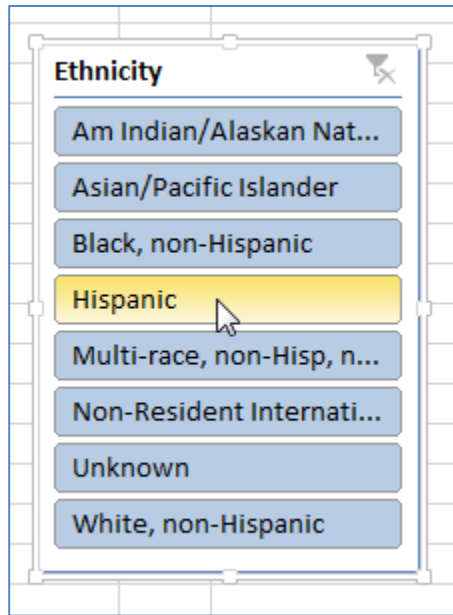 Ethnicity
Am Indian/Alaskan Nat...
Asian/Pacific Islander
Black, non-Hispanic
Hispanic
Multi-race, non-Hisp, n...
Non-Resident Internati...
Unknown
White, non-Hispanic